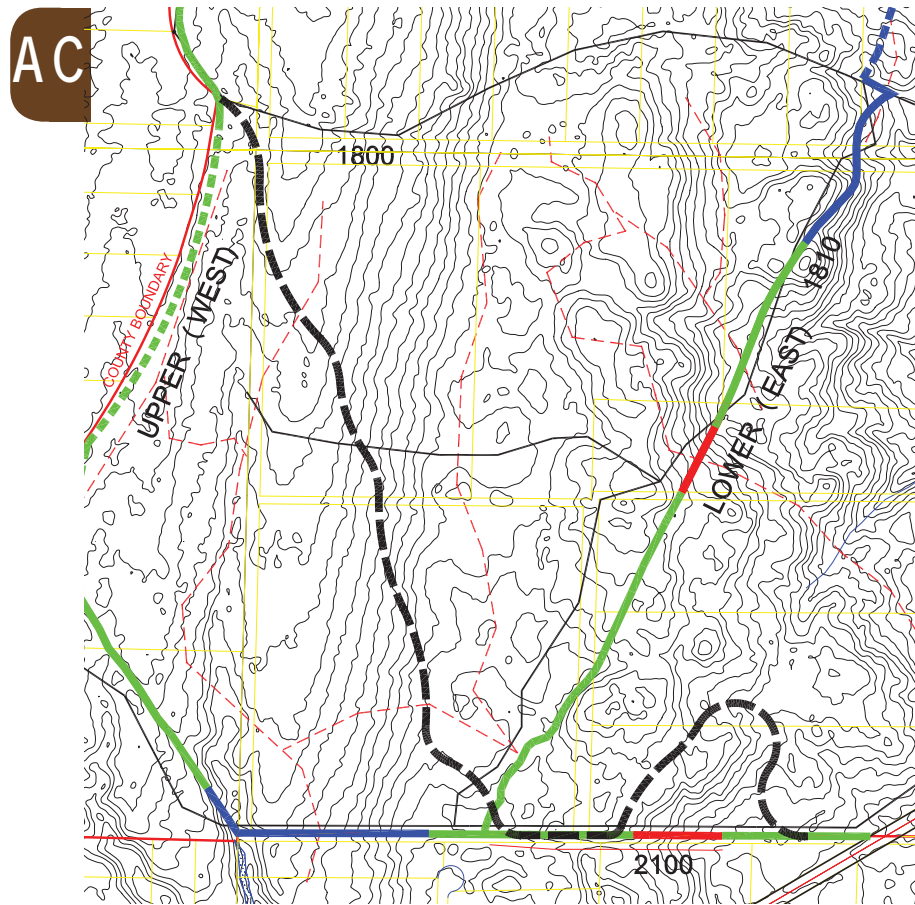 AC
1800
COUNTY BOUNDARY
UPPER (WEST)
1810
LOWER (EAST)
2100